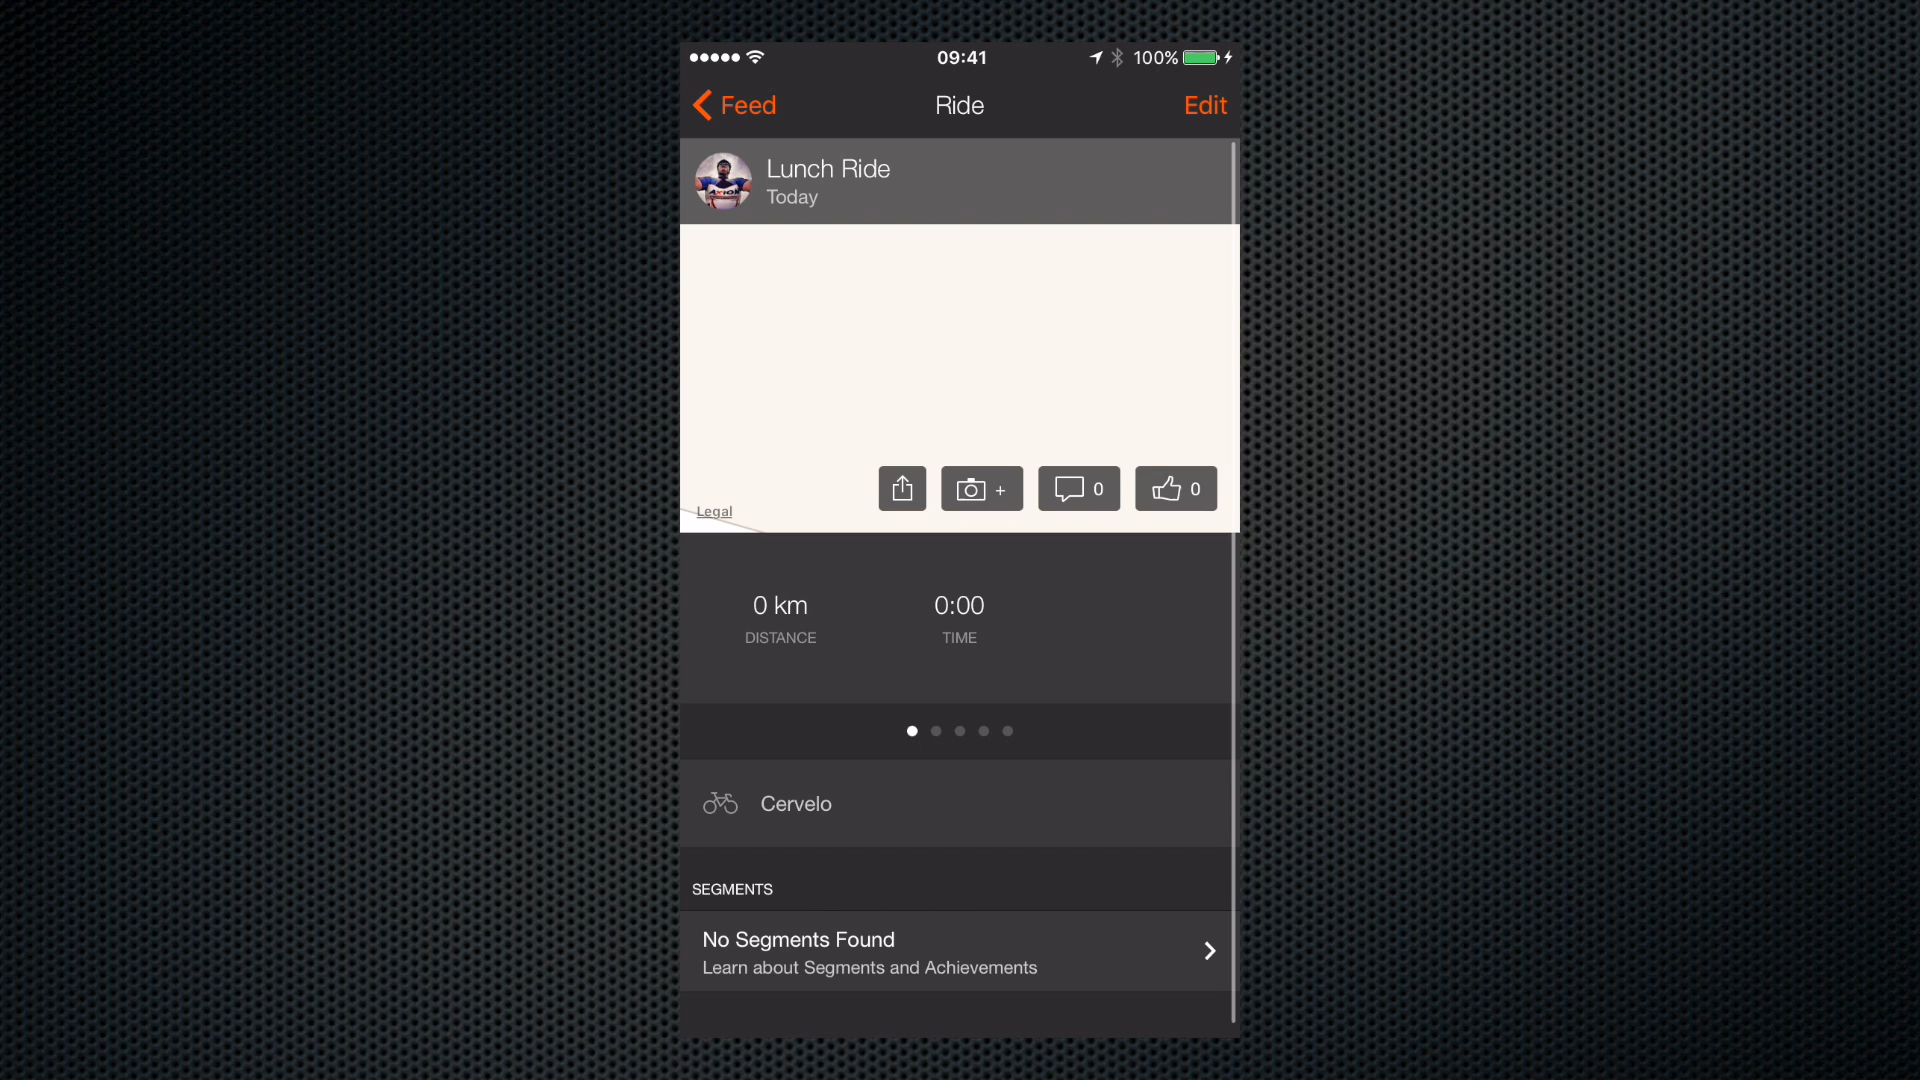 09:41
100%
Feed
Ride
Edit
Lunch Ride
Today
Legal
+
0
0
0 km
0:00
DISTANCE
TIME
Cervelo
SEGMENTS
No Segments Found
Learn about Segments and Achievements